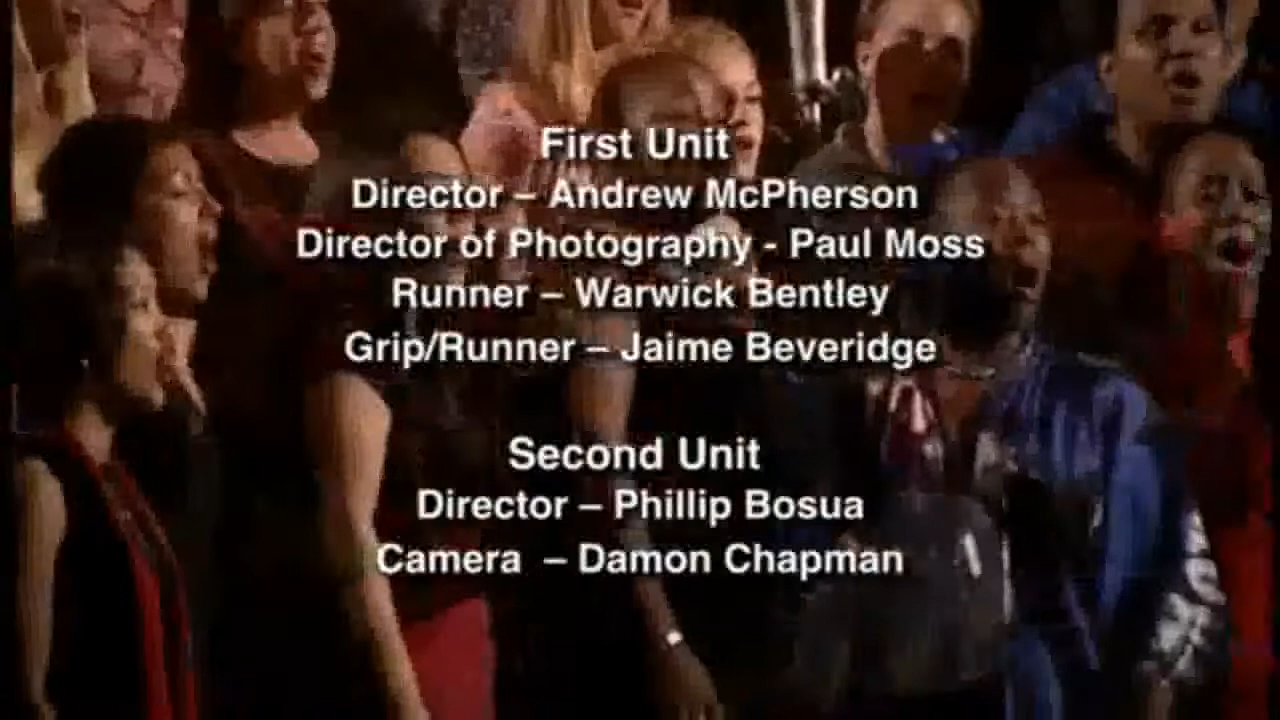 First Unit
Director – Andrew McPherson
Director of Photography - Paul Moss
Runner – Warwick Bentley
Grip/Runner – Jaime Beveridge
Second Unit
Director – Phillip Bosua
Camera – Damon Chapman